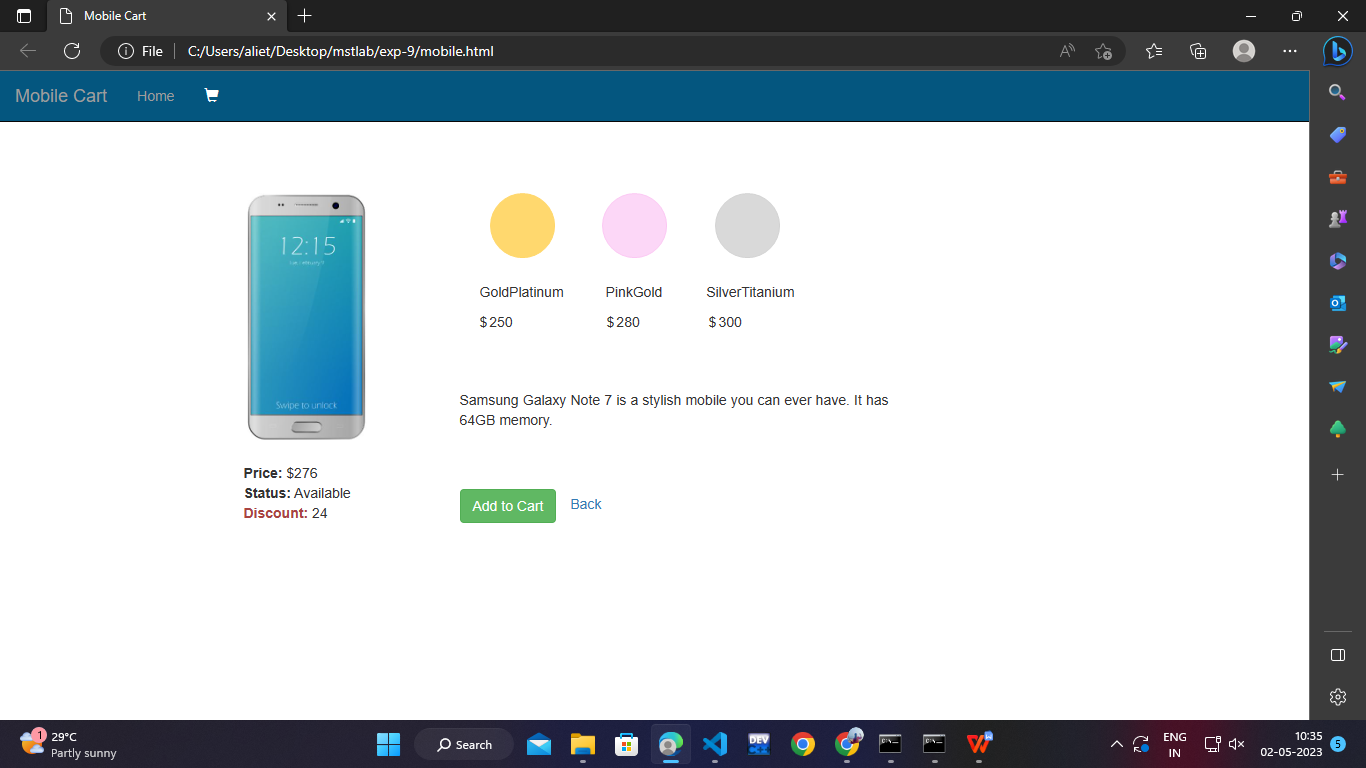 Mobile Cart
File
C:/Users/aliet/Desktop/mstlab/exp-9/mobile.html
Mobile Cart Home
12:15
Swipe to unlock
GoldPlatinum PinkGold SilverTitanium
$ 250 $ 280 $ 300
Samsung Galaxy Note 7 is a stylish mobile you can ever have. It has
64GB memory.
Price: $276
Status: Available
Discount: 24
Add to Cart Back
1
29°C
Partly sunny
Search
DEV
ENG
IN
10:35
02-05-2023
5